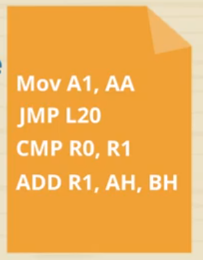 Mov A1, AA
JMP L20
CMP R0, R1
ADD R1, AH, BH